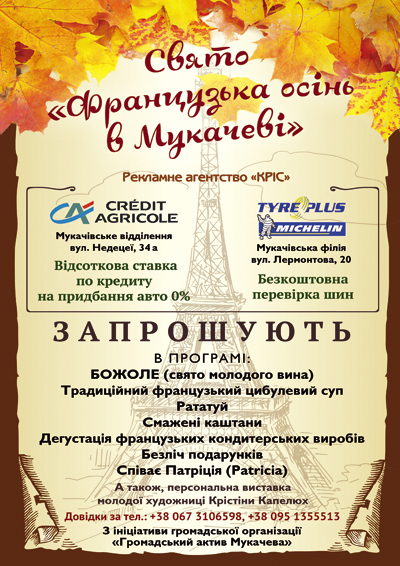 Свято
«Французька осінь
в Мукачеві»
Рекламне агентство «КРІС»
CRÉDIT
AGRICOLE
Мукачівське відділення
вул. Недецеї, 34а
Відсоткова ставка
по кредиту
на придбання авто 0%
TYREPLUS
MICHELIN
Мукачівська філія
вул. Лермонтова, 20
Безкоштовна
перевірка шин
ЗАПРОШУЮТЬ
В ПРОГРАМІ:
БОЖОЛЕ (свято молодого вина)
Традиційний французький цибулевий суп
Рататуй
Смажені каштани
Дегустація французьких кондитерських виробів
Безліч подарунків
Співає Патріція (Patricia)
А також, персональна виставка
молодої художниці Крістіни Капелюх
Довідки за тел.: +38 067 3106598, +38 095 1355513
З ініціативи громадської організації
«Громадський актив Мукачева»